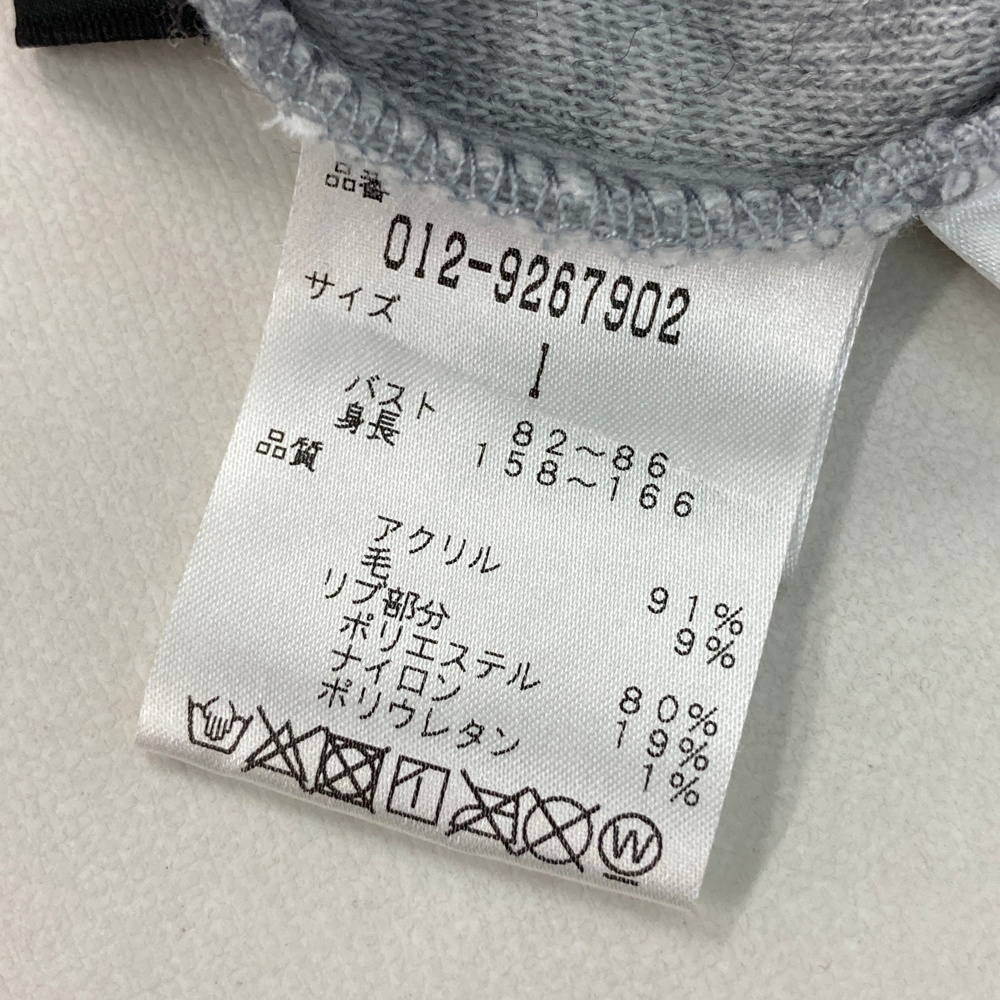 品番
012-9267902
サイズ
1
バスト 82～86
身長 158～166
品質
アクリル 91%
毛 9%
リブ部分
ポリエステル 80%
ナイロン 19%
ポリウレタン 1%
W